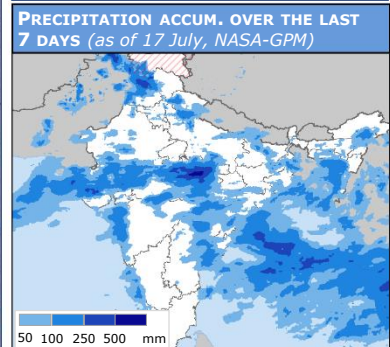 PRECIPITATION ACCUM. OVER THE LAST
7 DAYS (as of 17 July, NASA-GPM)
50 100 250 500 mm